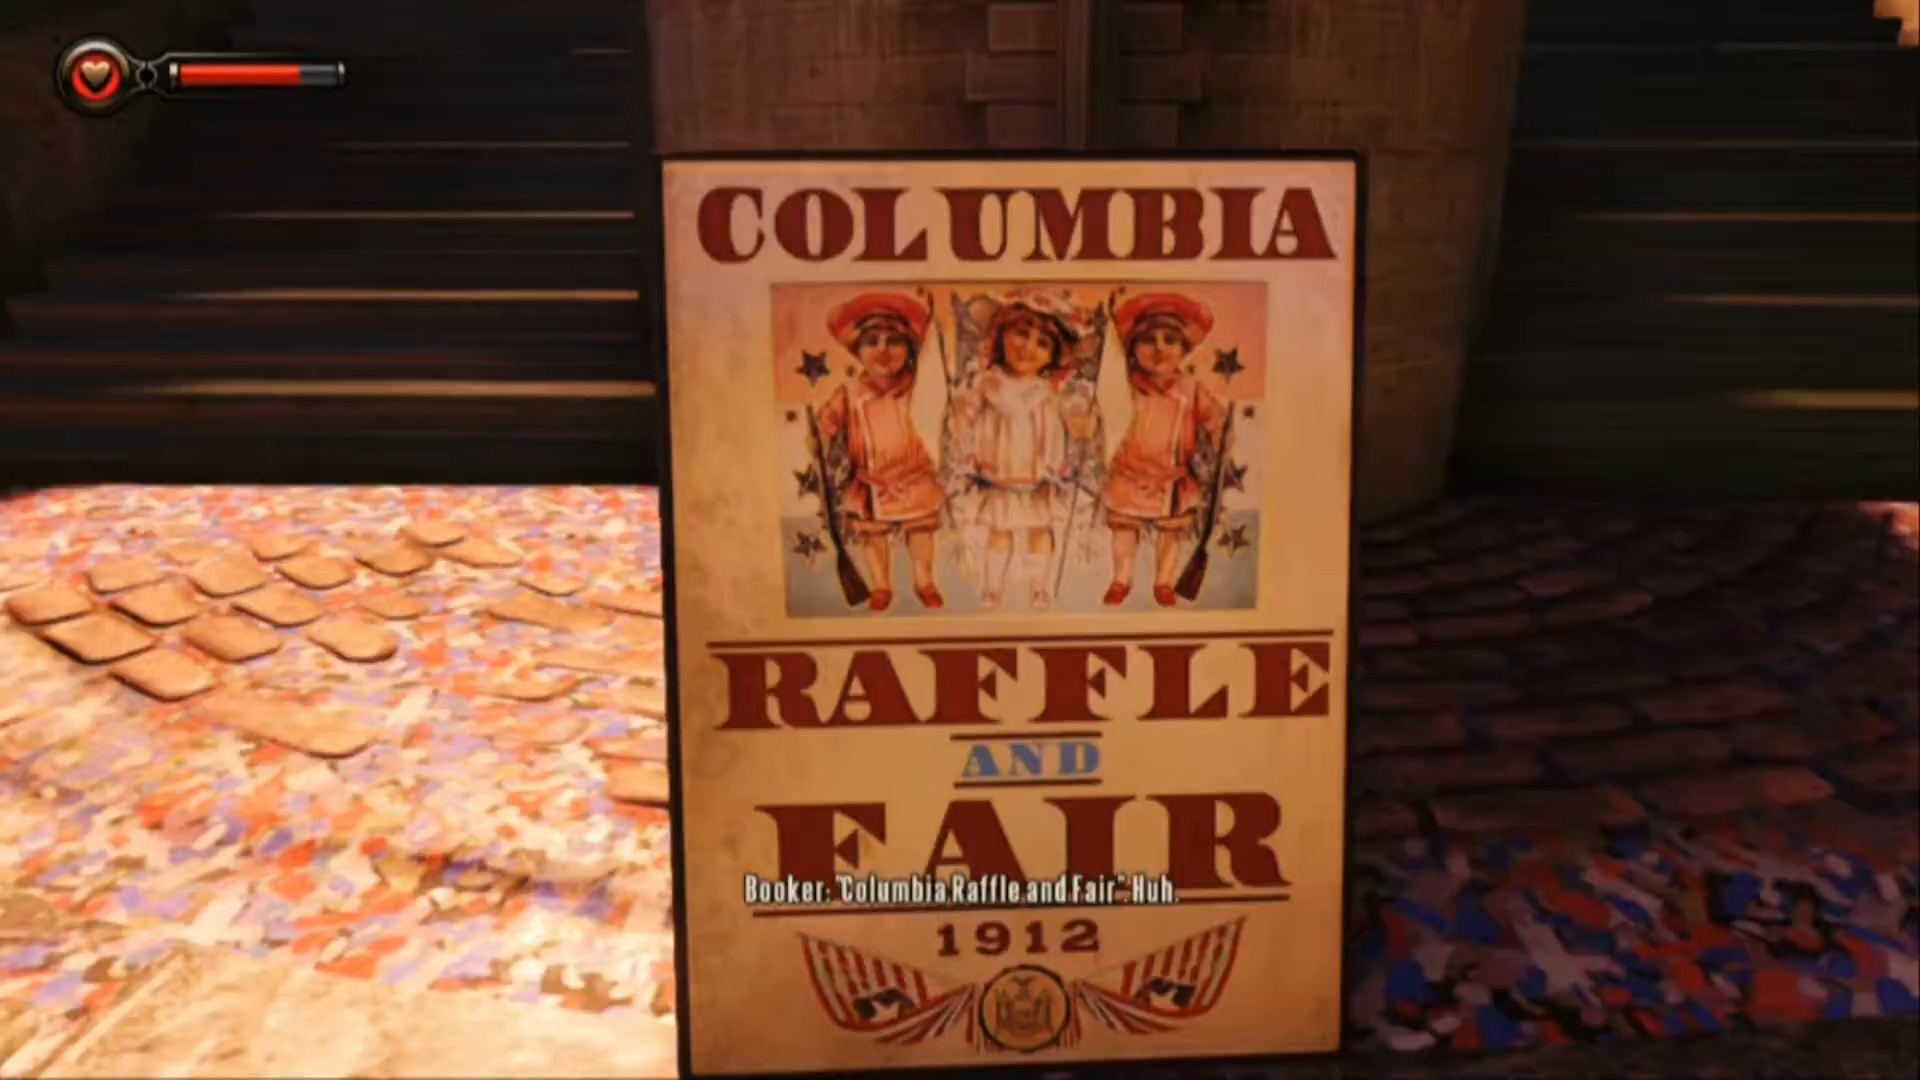 COLUMBIA
RAFFLE
AND
FAIR
Booker: "Columbia Raffle and Fair". Huh.
1912